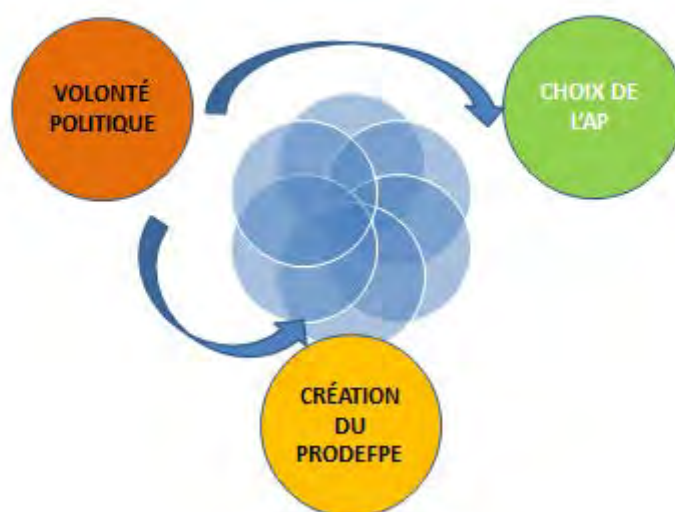 VOLONTÉ
POLITIQUE
CHOIX DE
L'AP
CRÉATION
DU
PRODEFPE